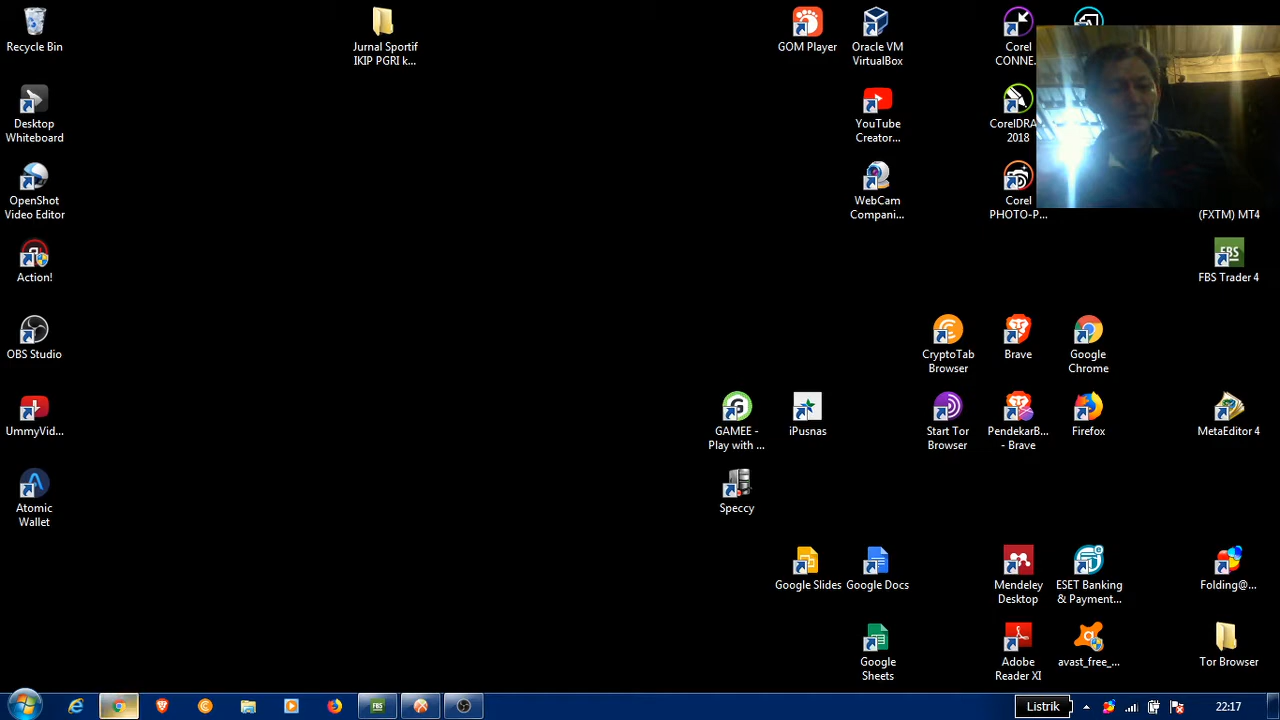 Recycle Bin
Jurnal Sportif
IKIP PGRI k...
GOM Player
Oracle VM
VirtualBox
Corel
CONNE...
Desktop
Whiteboard
YouTube
Creator...
CorelDRA
2018
OpenShot
Video Editor
WebCam
Compani...
Corel
PHOTO-P...
(FXTM) MT4
Action!
FBS
FBS Trader 4
OBS Studio
CryptoTab
Browser
Brave
Google
Chrome
UmmyVid...
GAMEE -
Play with ...
iPusnas
Start Tor
Browser
PendekarB...
- Brave
Firefox
MetaEditor 4
Atomic
Wallet
Speccy
Google Slides
Google Docs
Mendeley
Desktop
ESET Banking
& Payment...
Folding@...
Google
Sheets
Adobe
Reader XI
avast_free_...
Tor Browser
FBS
Listrik
22:17